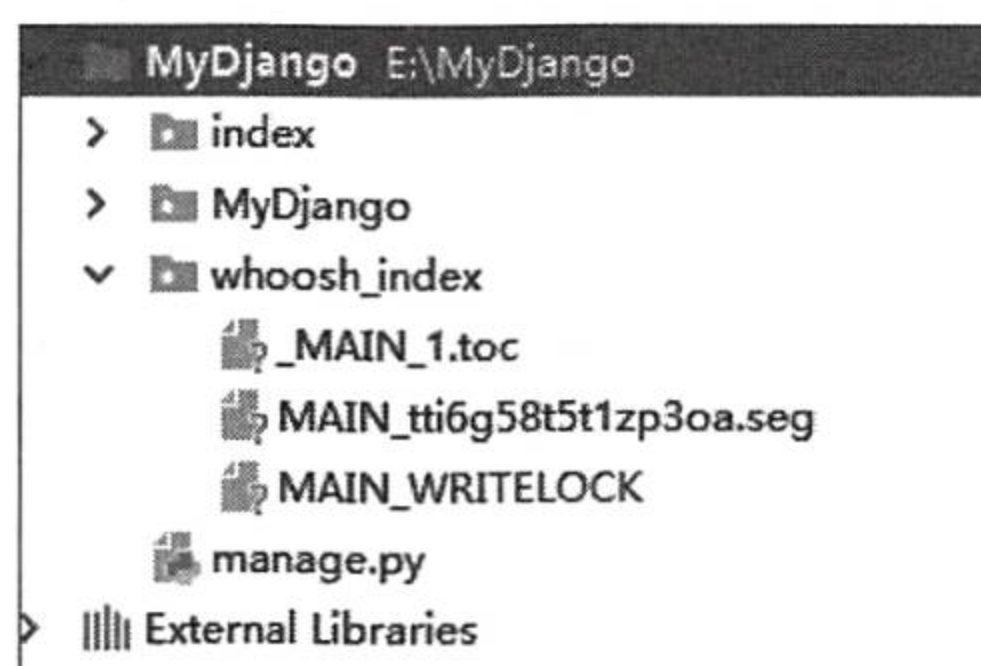 MyDjango E:\MyDjango
index
MyDjango
whoosh_index
_MAIN_1.toc
MAIN_tti6g58t5t1zp3oa.seg
MAIN_WRITELOCK
manage.py
External Libraries